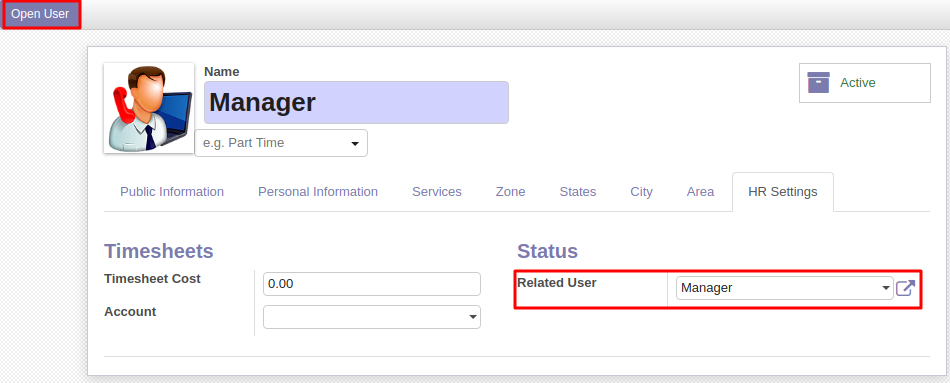 Open User
Name
Manager
Active
e.g. Part Time
Public Information Personal Information Services Zone States City Area HR Settings
Timesheets Status
Timesheet Cost 0.00 Related User Manager
Account